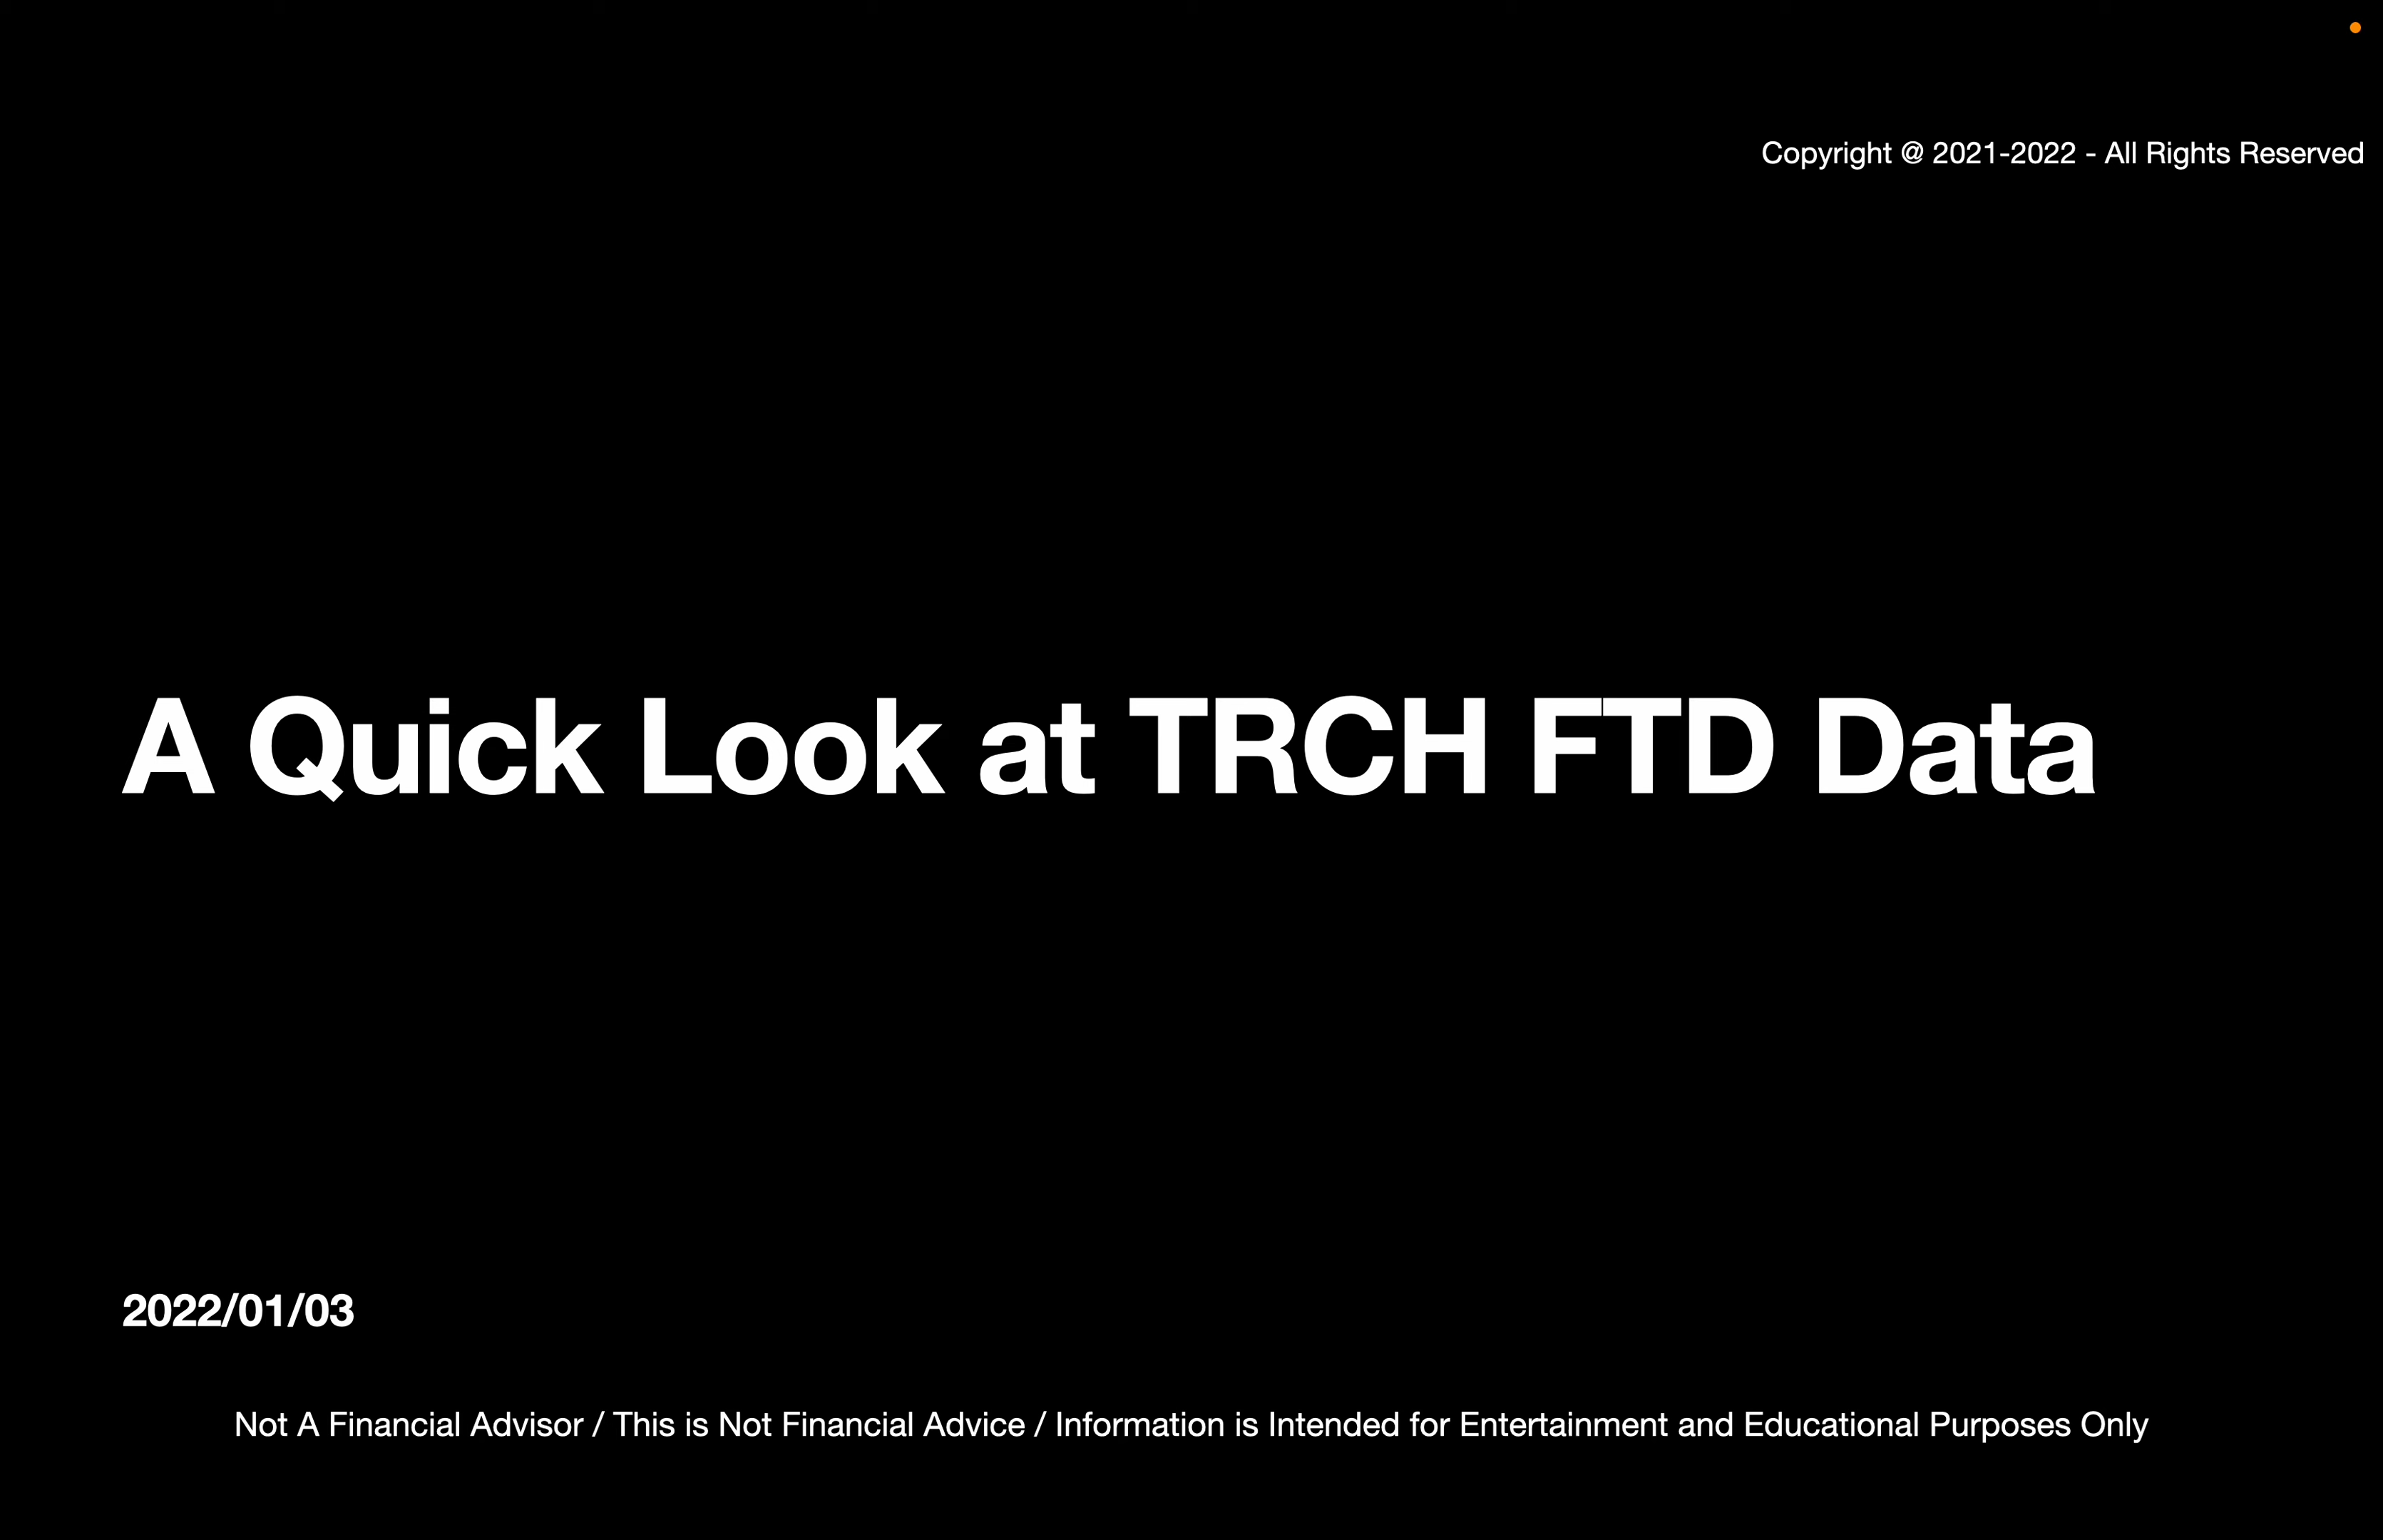 Copyright @ 2021-2022 - All Rights Reserved
A Quick Look at TRCH FTD Data
2022/01/03
Not A Financial Advisor / This is Not Financial Advice / Information is Intended for Entertainment and Educational Purposes Only